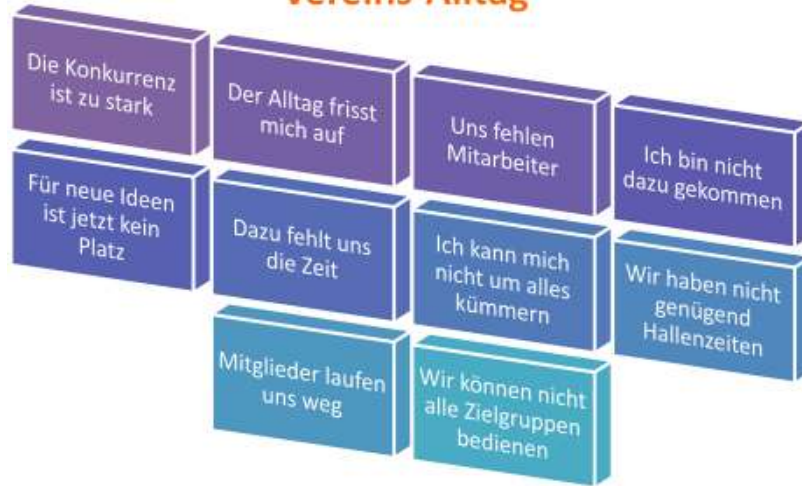 Vereins-Alltag
Die Konkurrenz
ist zu stark
Der Alltag frisst
mich auf
Uns fehlen
Mitarbeiter
Ich bin nicht
dazu gekommen
Für neue Ideen
ist jetzt kein
Platz
Dazu fehlt uns
die Zeit
Ich kann mich
nicht um alles
kümmern
Wir haben nicht
genügend
Hallenzeiten
Mitglieder laufen
uns weg
Wir können nicht
alle Zielgruppen
bedienen